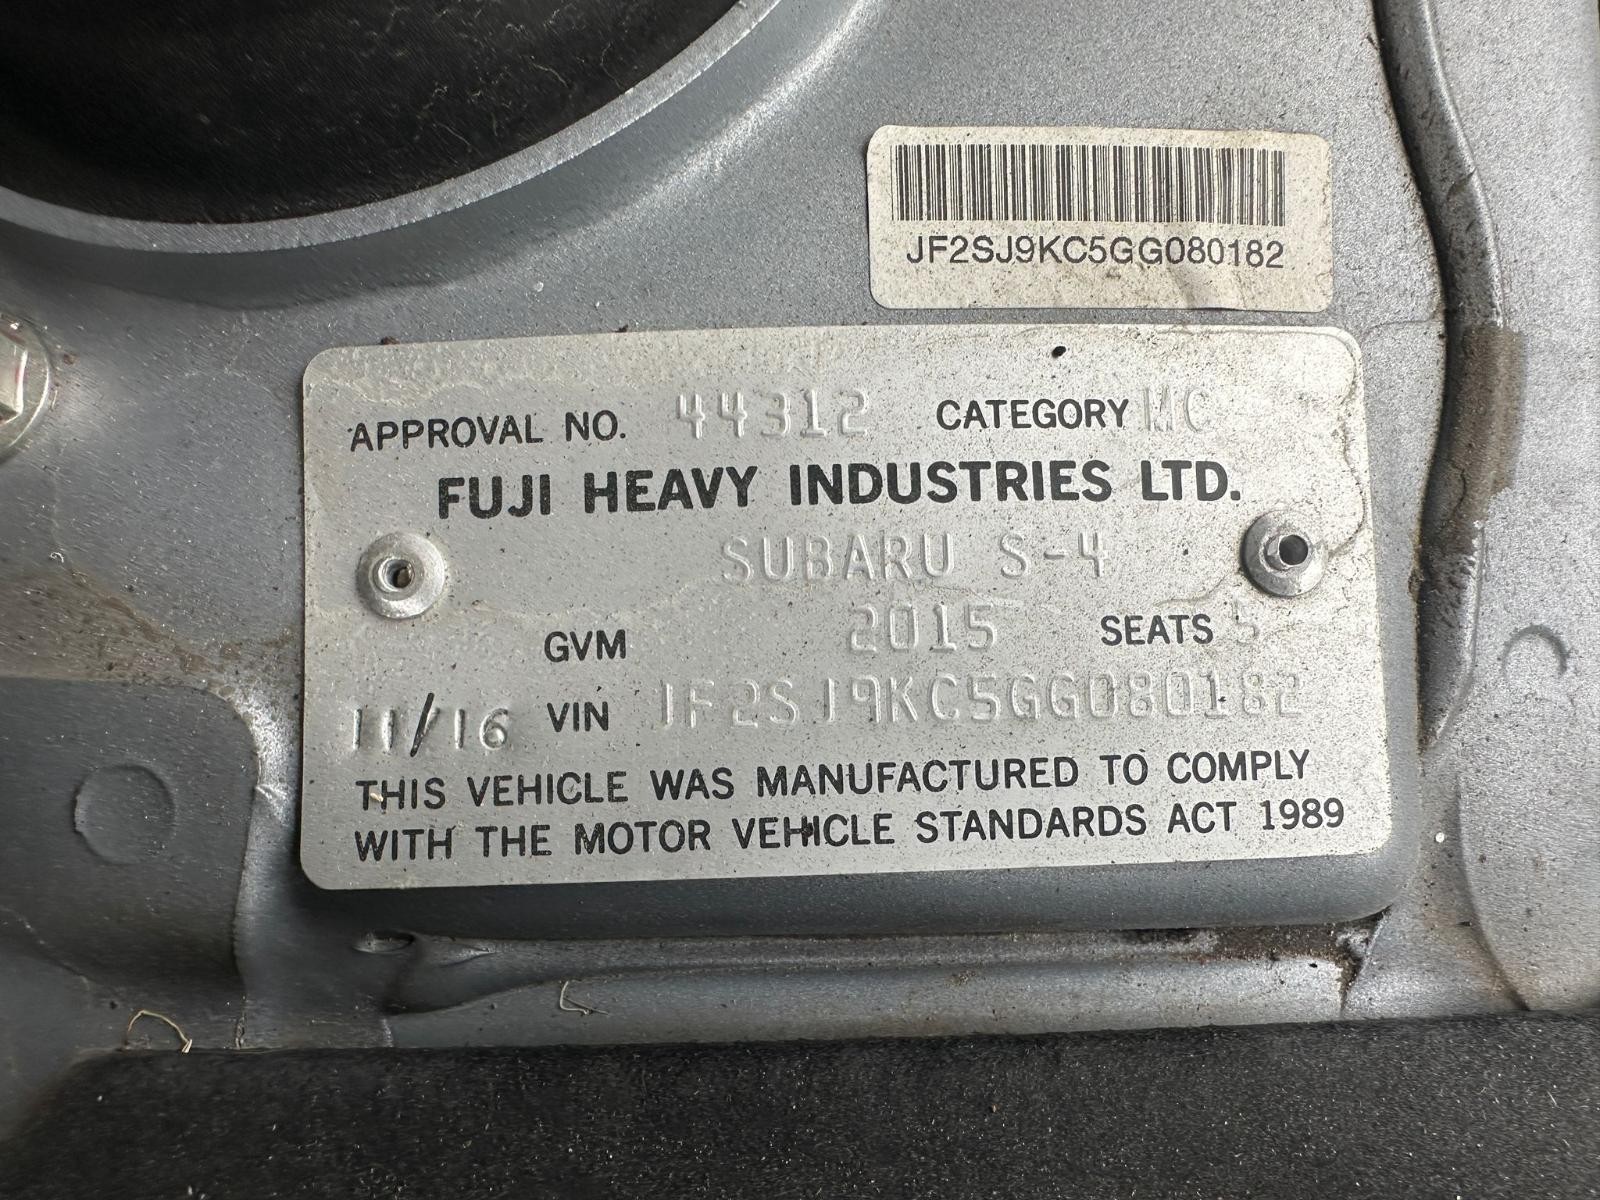 JF2SJ9KC5GG080182
APPROVAL NO. 44312 CATEGORY MC
FUJI HEAVY INDUSTRIES LTD.
SUBARU S-4
GVM 2015 SEATS 5
11/16 VIN JF2SJ9KC5GG080182
THIS VEHICLE WAS MANUFACTURED TO COMPLY
WITH THE MOTOR VEHICLE STANDARDS ACT 1989